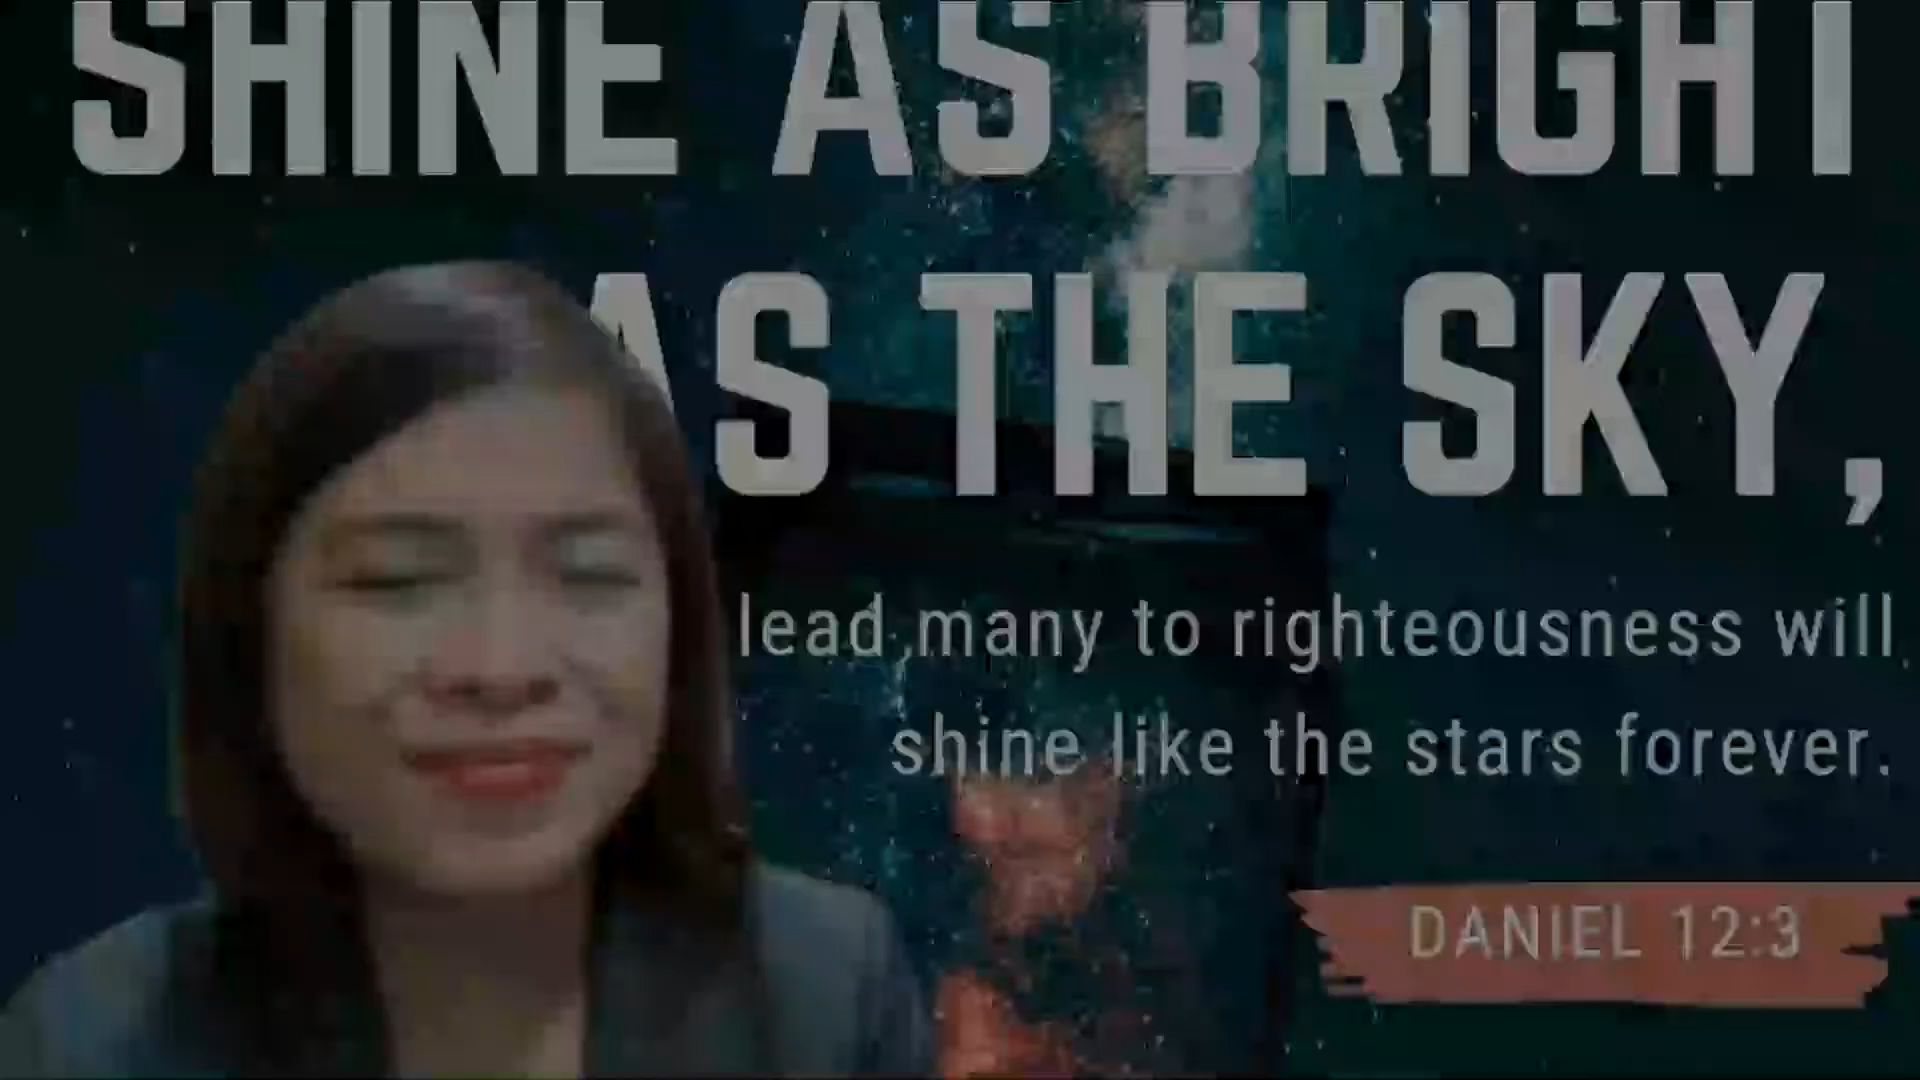 SHINE AS BRIGHT
AS THE SKY,
lead many to righteousness will
shine like the stars forever.
DANIEL 12:3